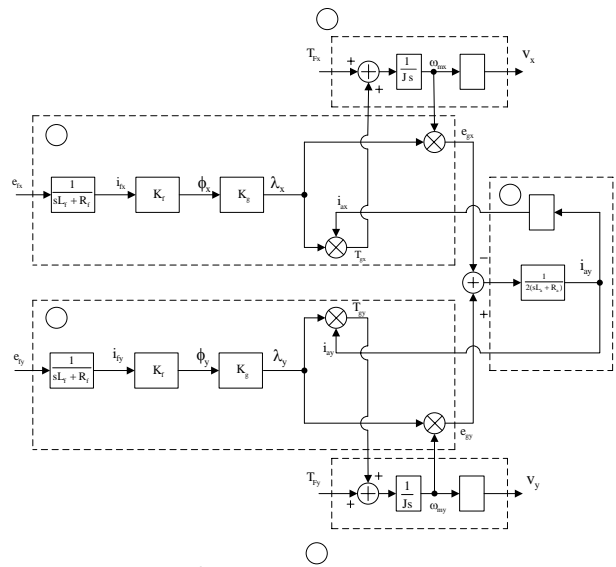 T_Fx
+
+
1
J s
ω_mx
V_x
e_gx
e_fx
1
sL_f + R_f
i_fx
K_f
ϕ_x
K_g
λ_x
i_ax
T_gx
−
+
1
2(sL_a + R_a)
i_ay
T_gy
i_ay
e_fy
1
sL_f + R_f
i_fy
K_f
ϕ_y
K_g
λ_y
e_gy
T_Fy
+
+
1
Js
ω_my
V_y